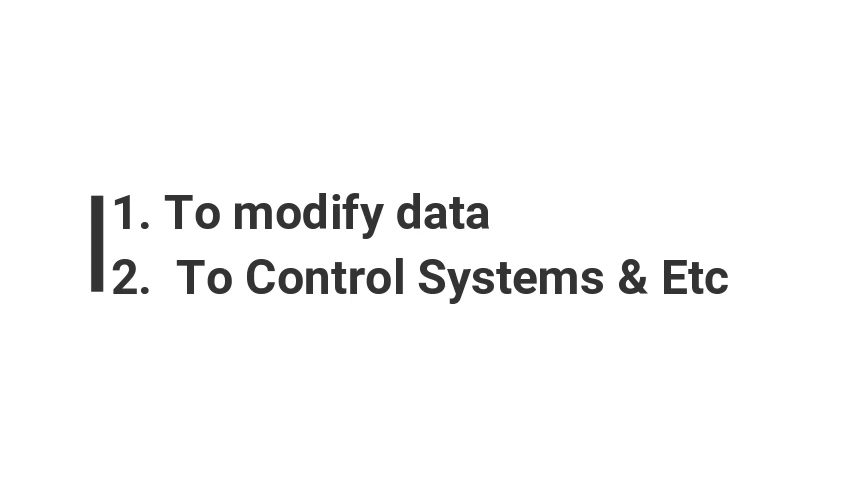 1. To modify data
2. To Control Systems & Etc